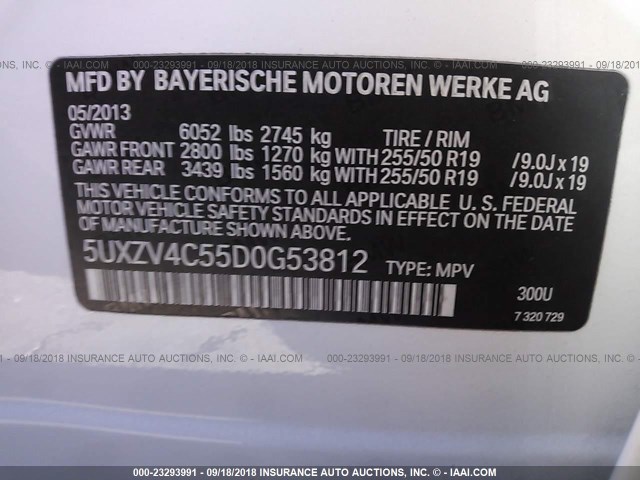 MFD BY BAYERISCHE MOTOREN WERKE AG
05/2013
GVWR 6052 lbs 2745 kg TIRE / RIM
GAWR FRONT 2800 lbs 1270 kg WITH 255/50 R19 /9.0J x 19
GAWR REAR 3439 lbs 1560 kg WITH 255/50 R19 /9.0J x 19
THIS VEHICLE CONFORMS TO ALL APPLICABLE U. S. FEDERAL
MOTOR VEHICLE SAFETY STANDARDS IN EFFECT ON THE DATE
OF MANUFACTURE SHOWN ABOVE.
5UXZV4C55D0G53812 TYPE: MPV
300U
7 320 729
000-23293991 - 09/18/2018 INSURANCE AUTO AUCTIONS, INC. - © - IAAI.COM